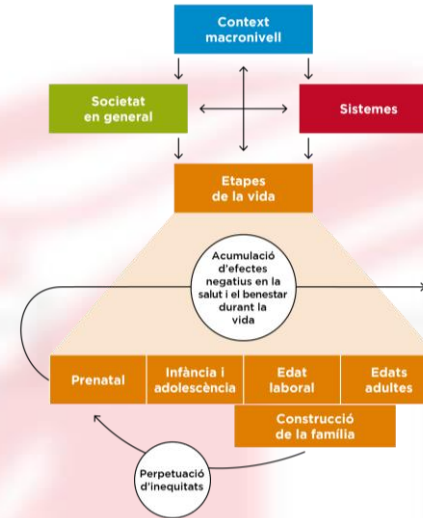 Context
macronivell
Societat
en general
Sistemes
Etapes
de la vida
Acumulació
d'efectes
negatius en la
salut i el benestar
durant la
vida
Prenatal
Infància i
adolescència
Edat
laboral
Edats
adultes
Construcció
de la família
Perpetuació
d'inequitats